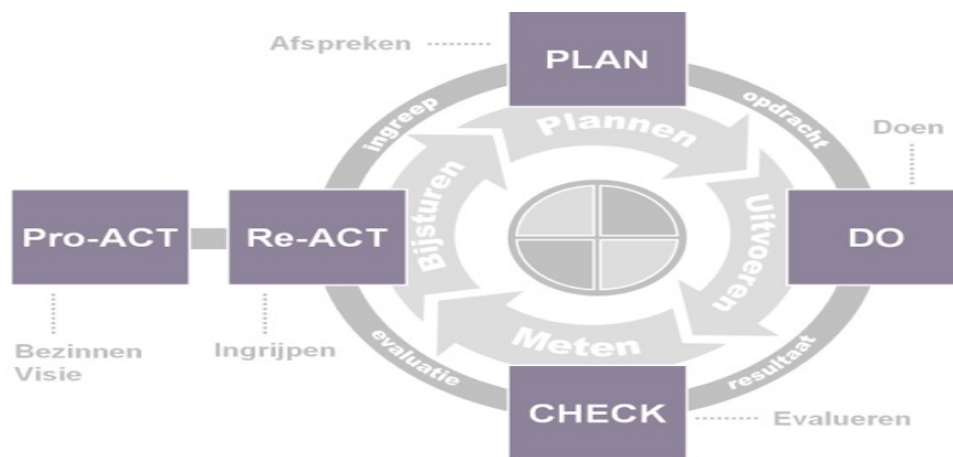 Afspreken
PLAN
ingreep
Plannen
opdracht
Doen
Pro-ACT
Re-ACT
Bijsturen
Uitvoeren
DO
Bezinnen
Visie
Ingrijpen
evaluatie
Meten
resultaat
CHECK
Evalueren